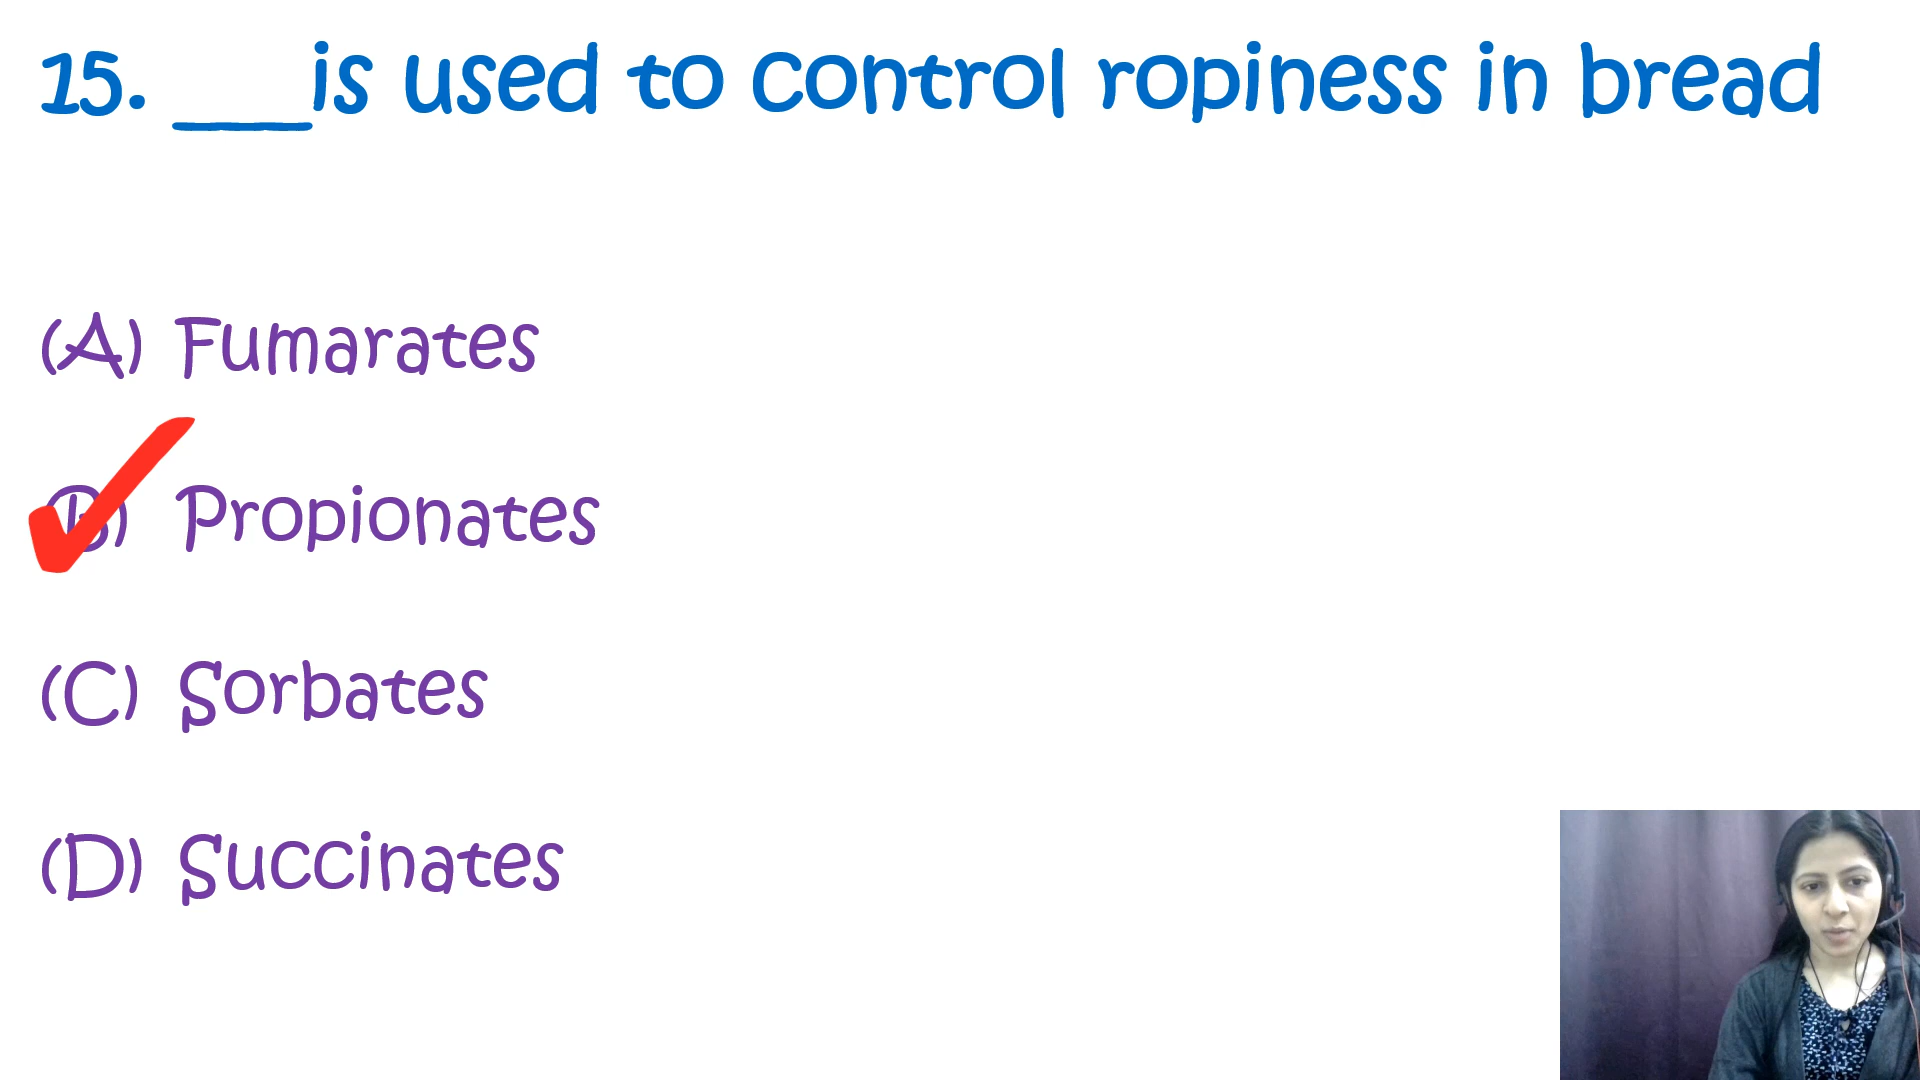 15. ___is used to control ropiness in bread
(A) Fumarates
(B) Propionates
(C) Sorbates
(D) Succinates